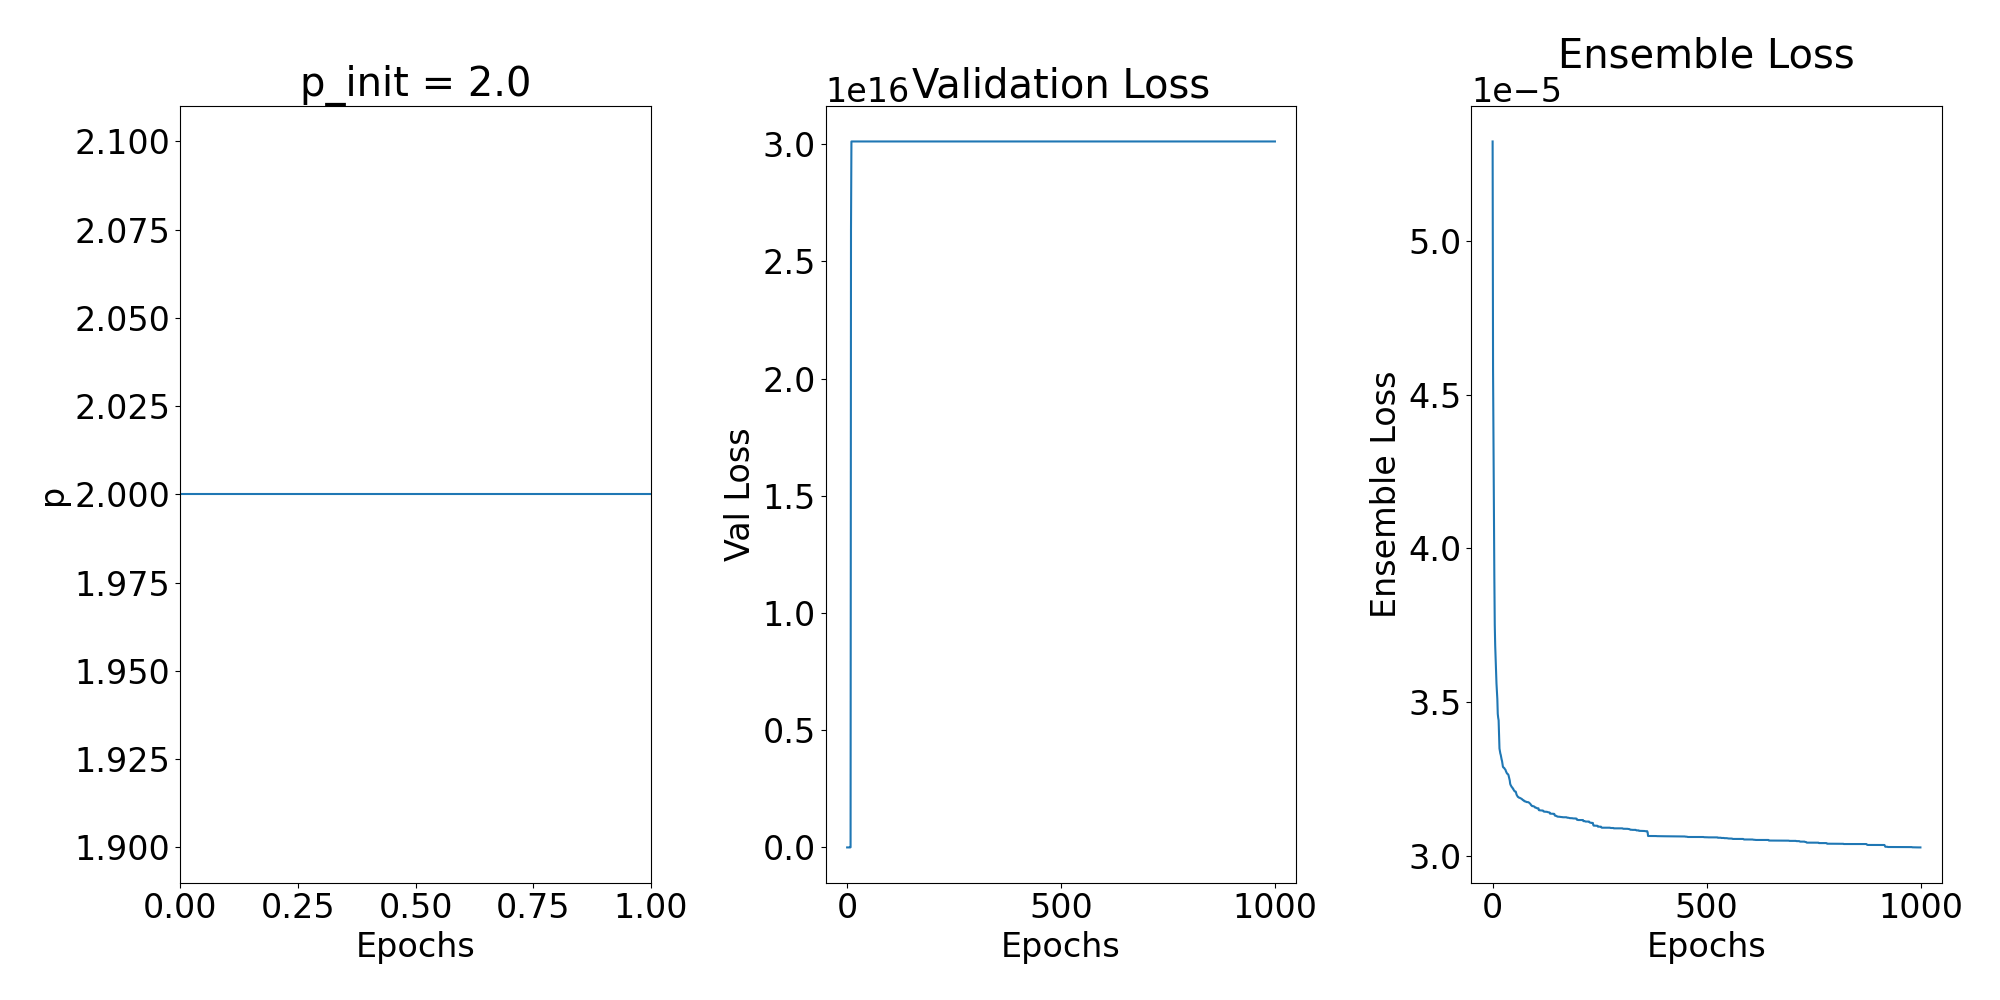 p_init = 2.0
2.100
2.075
2.050
2.025
2.000
1.975
1.950
1.925
1.900
p
0.00 0.25 0.50 0.75 1.00
Epochs
1e16
Validation Loss
3.0
2.5
2.0
1.5
1.0
0.5
0.0
Val Loss
0 500 1000
Epochs
Ensemble Loss
1e−5
5.0
4.5
4.0
3.5
3.0
Ensemble Loss
0 500 1000
Epochs